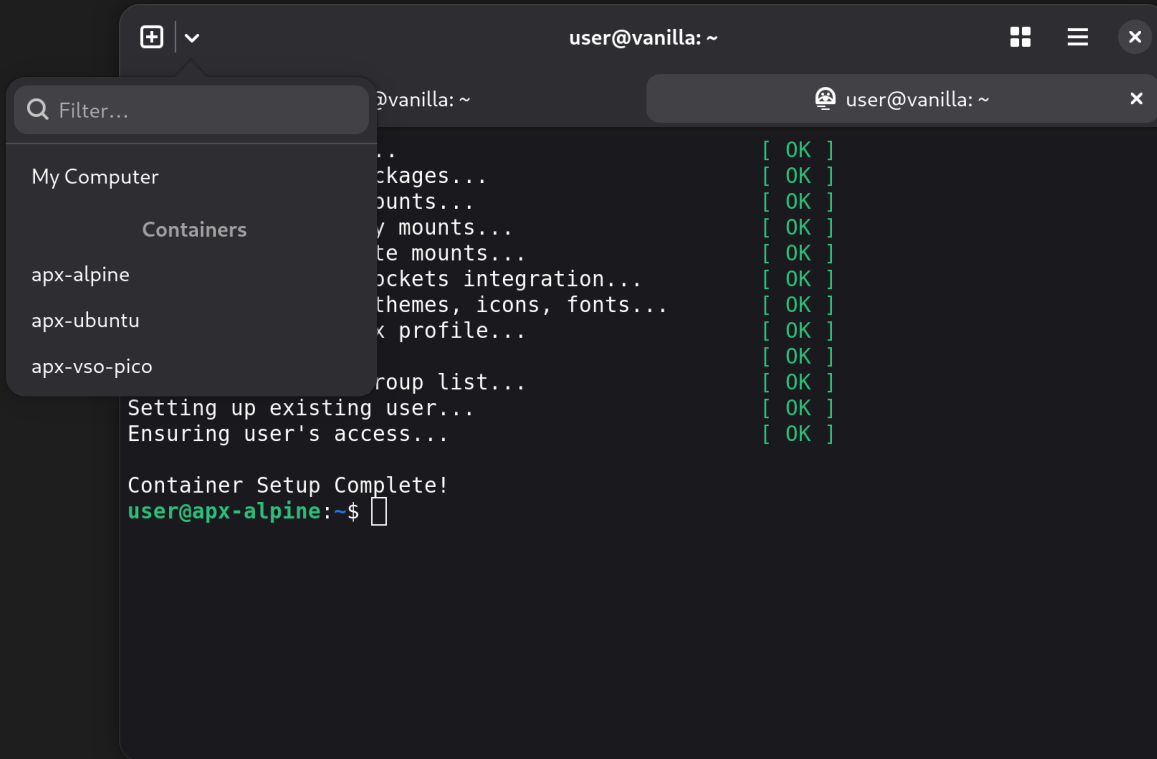 user@vanilla: ~
@vanilla: ~
user@vanilla: ~
Filter...
My Computer
Containers
apx-alpine
apx-ubuntu
apx-vso-pico
.. [ OK ]
ckages... [ OK ]
ounts... [ OK ]
y mounts... [ OK ]
te mounts... [ OK ]
ockets integration... [ OK ]
themes, icons, fonts... [ OK ]
x profile... [ OK ]
[ OK ]
roup list... [ OK ]
Setting up existing user... [ OK ]
Ensuring user's access... [ OK ]
Container Setup Complete!
user@apx-alpine:~$